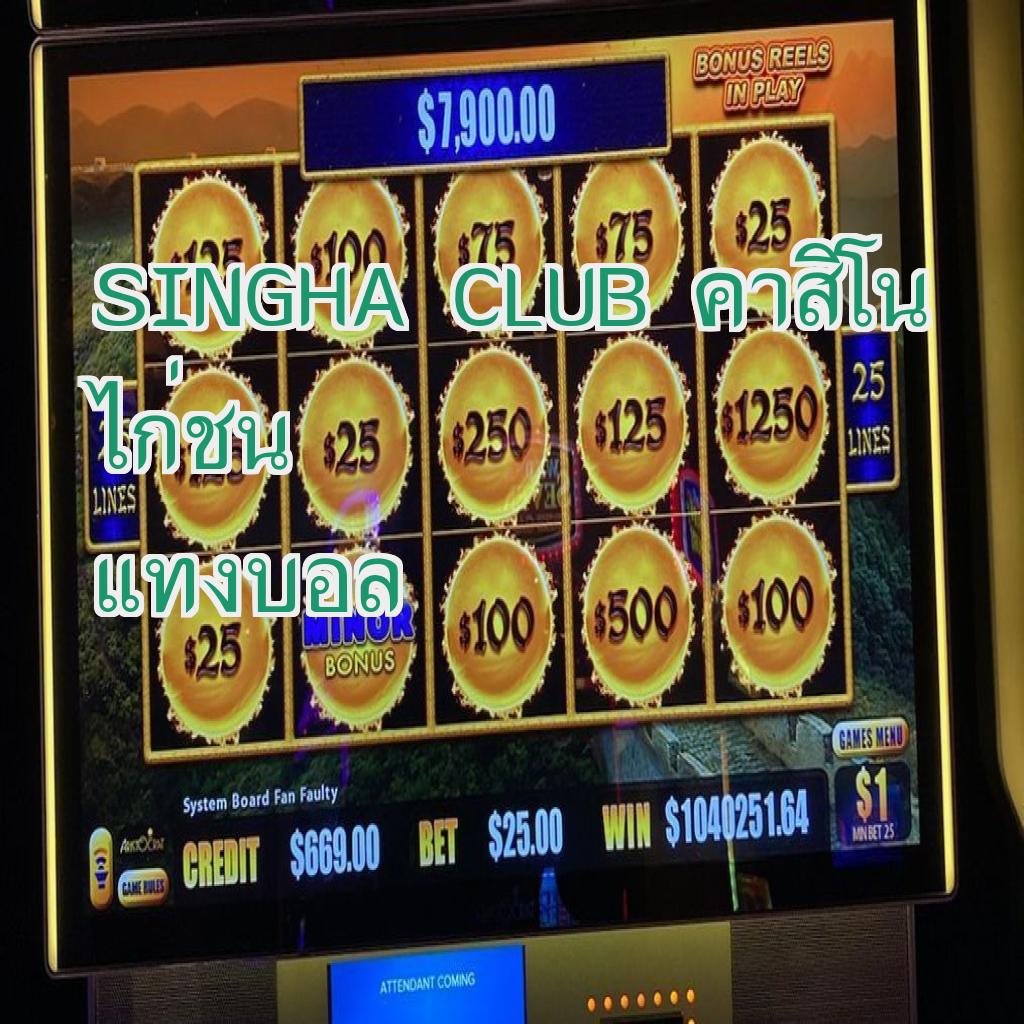 BONUS REELS
IN PLAY
$7,900.00
$125 $100 $75 $75 $25
SINGHA CLUB คาสิโน
ไก่ชน
แทงบอล
$25 $250 $125 $1250
25
LINES
LINES
$25 MINOR BONUS $100 $500 $100
GAMES MENU
System Board Fan Faulty
$1
MIN BET 25
ARISTOCRAT
GAME RULES
CREDIT $669.00 BET $25.00 WIN $1040251.64
ATTENDANT COMING